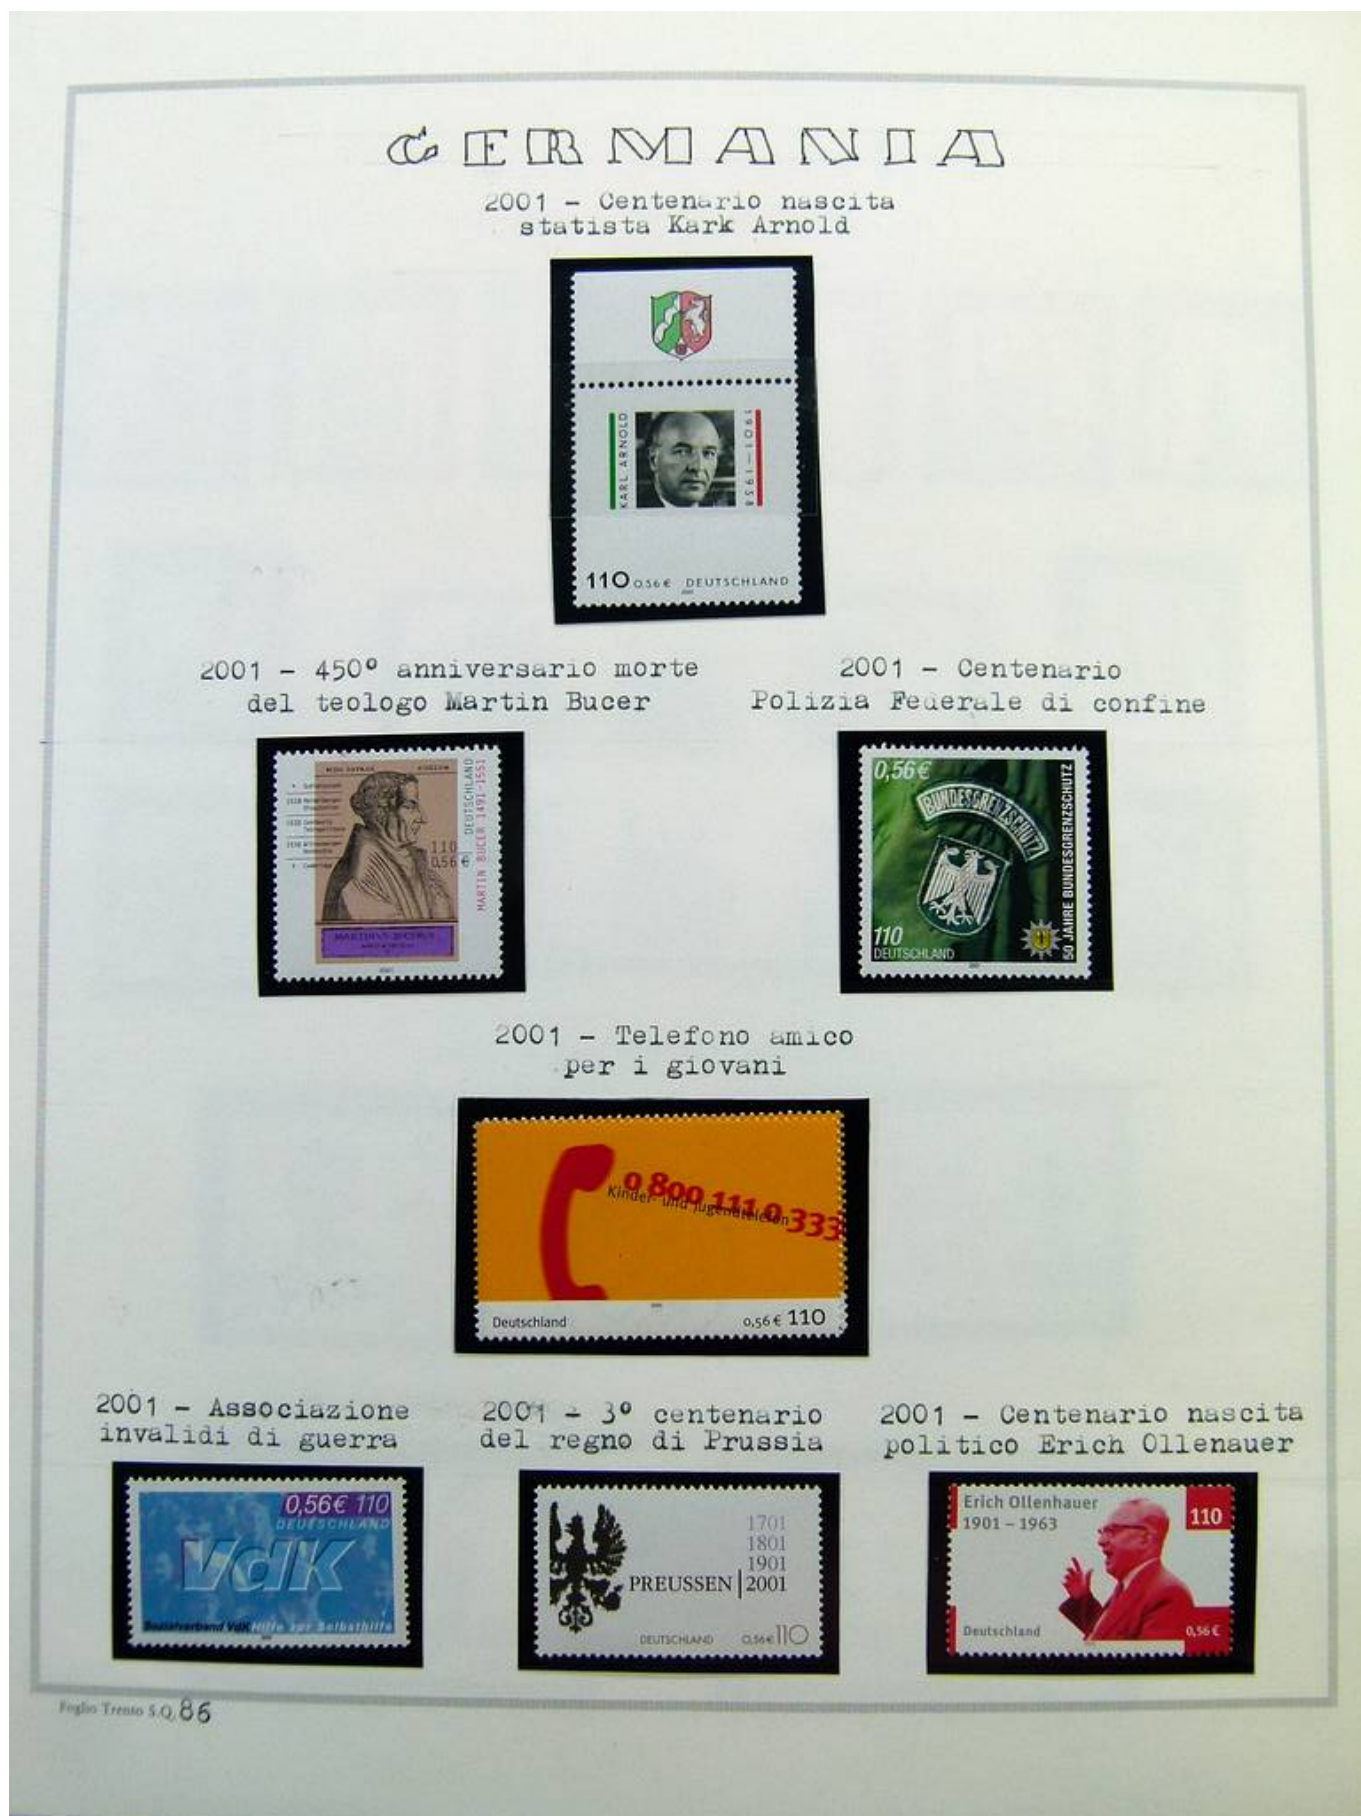 GERMANIA
2001 - Centenario nascita
statista Kark Arnold
KARL ARNOLD
1901–1958
110 0,56 € DEUTSCHLAND
2001 - 450º anniversario morte
del teologo Martin Bucer
2001 - Centenario
Polizia Federale di confine
DEUTSCHLAND
MARTIN BUCER 1491-1551
110
0,56 €
MARTINUS BUCERUS
0,56€
BUNDESGRENZSCHUTZ
50 JAHRE BUNDESGRENZSCHUTZ
110
DEUTSCHLAND
2001 - Telefono amico
per i giovani
0 800 111 0 333
Kinder- und Jugendtelefon
Deutschland
0,56 € 110
2001 - Associazione
invalidi di guerra
2001 - 3º centenario
del regno di Prussia
2001 - Centenario nascita
politico Erich Ollenauer
0,56€ 110
DEUTSCHLAND
VdK
Sozialverband VdK Hilfe zur Selbsthilfe
1701
1801
1901
PREUSSEN 2001
DEUTSCHLAND 0,56€ 110
Erich Ollenhauer
1901 – 1963
110
Deutschland
0,56 €
Foglio Trento S.Q. 86